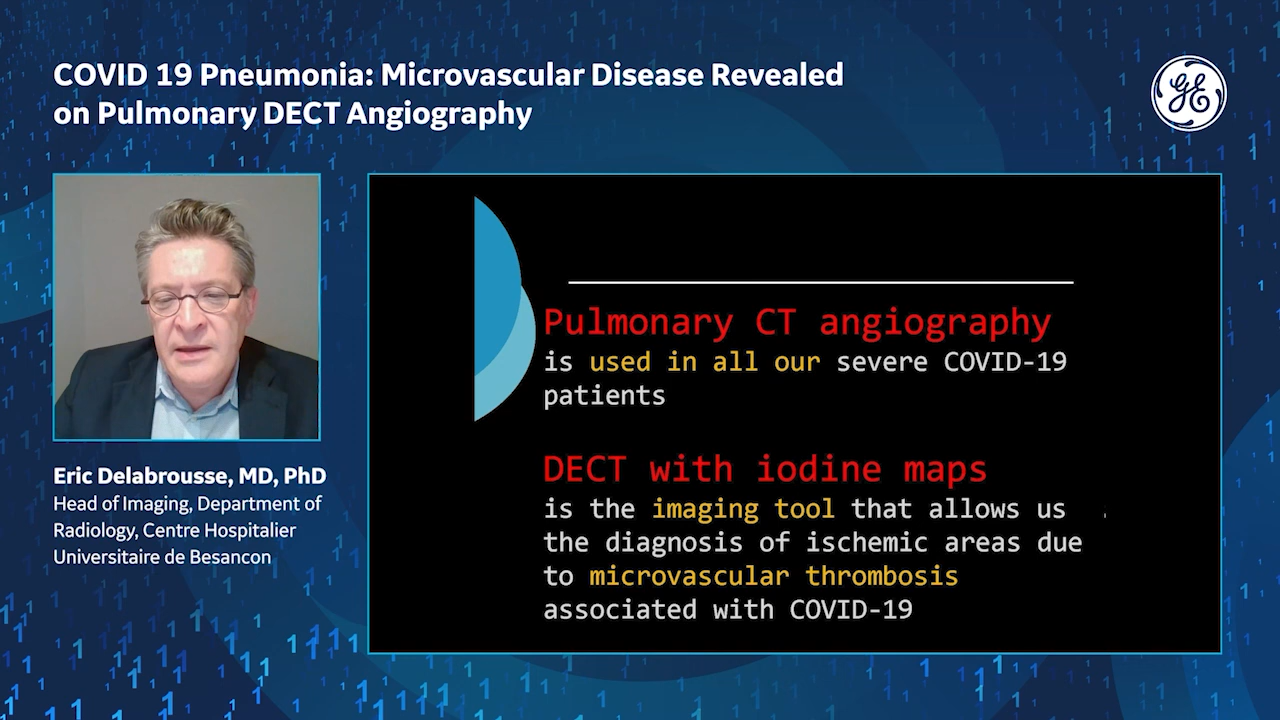 COVID 19 Pneumonia: Microvascular Disease Revealed
on Pulmonary DECT Angiography
GE
Eric Delabrousse, MD, PhD
Head of Imaging, Department of
Radiology, Centre Hospitalier
Universitaire de Besancon
Pulmonary CT angiography
is used in all our severe COVID-19
patients
DECT with iodine maps
is the imaging tool that allows us
the diagnosis of ischemic areas due
to microvascular thrombosis
associated with COVID-19